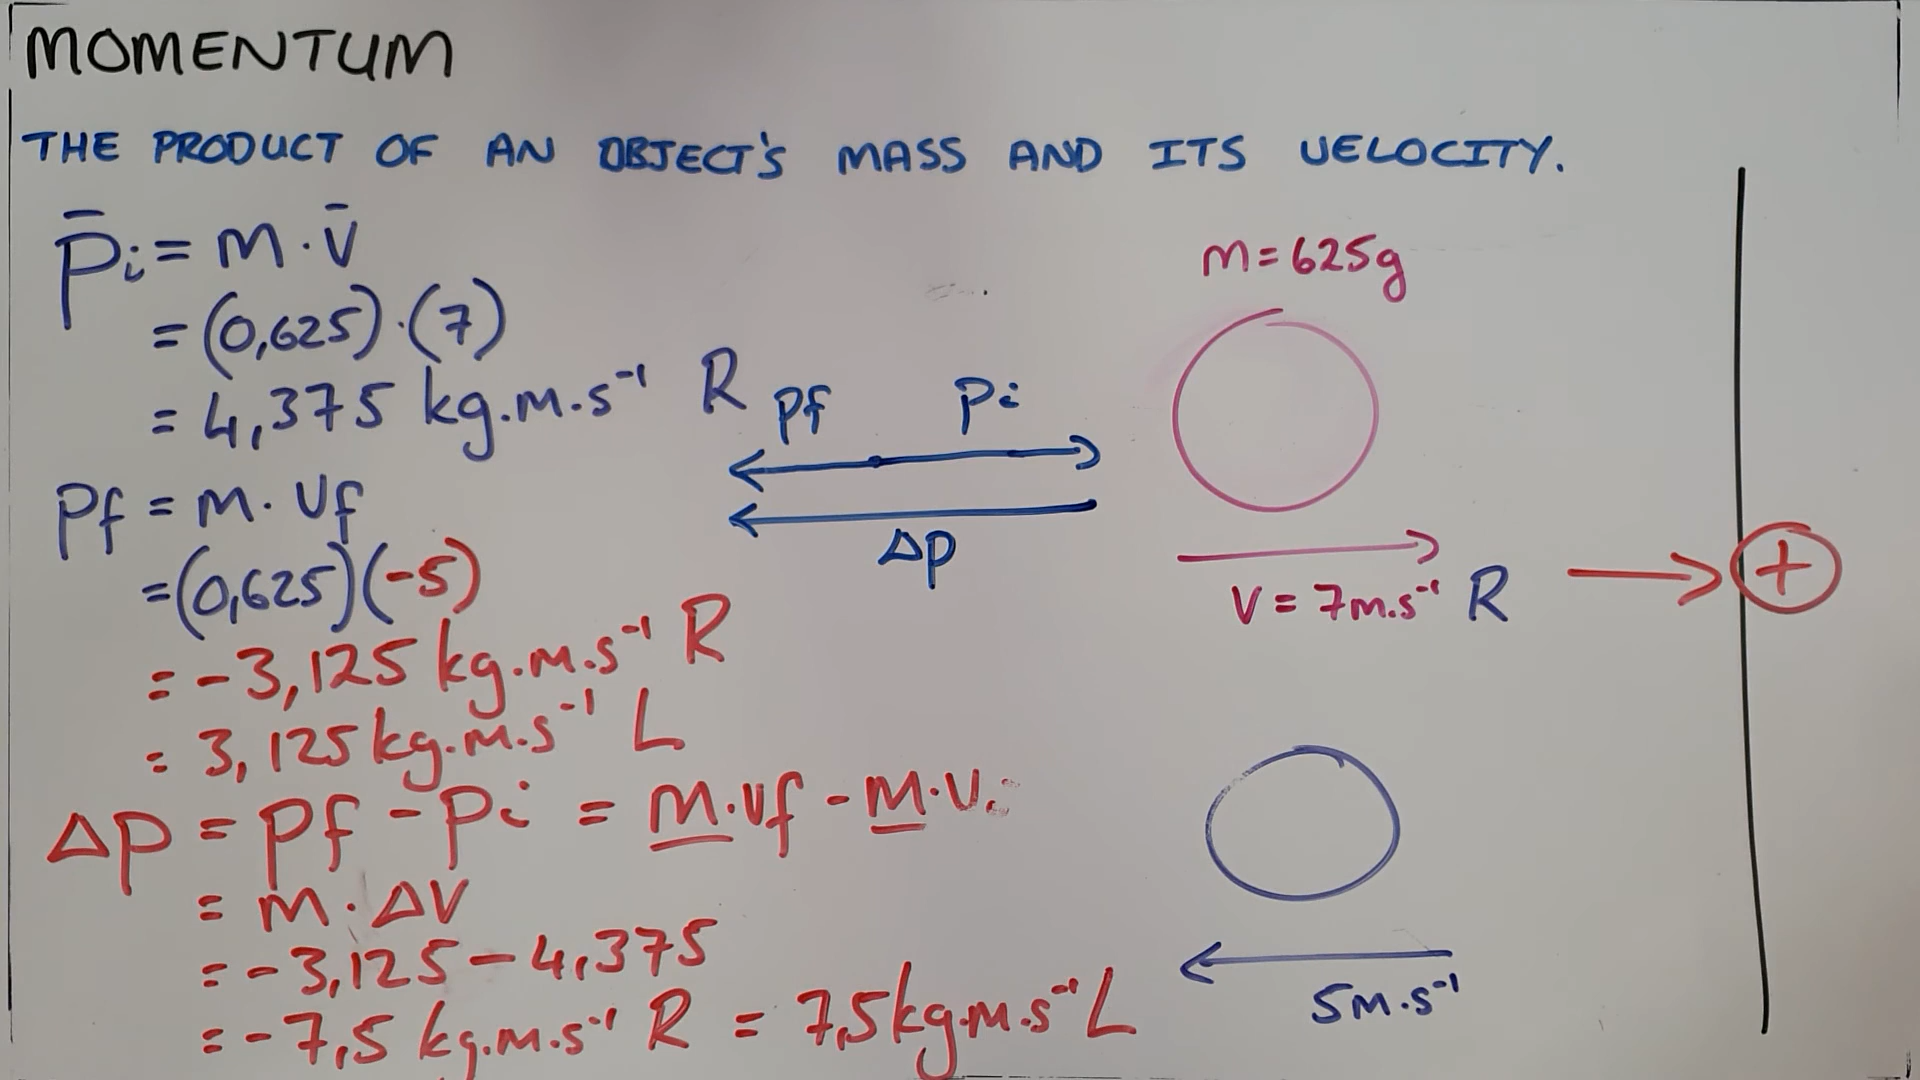 MOMENTUM
THE PRODUCT OF AN OBJECT'S MASS AND ITS VELOCITY.
p̄i = m · v̄
= (0,625) · (7)
= 4,375 kg.m.s⁻¹ R
pf = m · vf
= (0,625)(-5)
= -3,125 kg.m.s⁻¹ R
= 3,125 kg.m.s⁻¹ L
Δp = pf - pi = m·vf - m·v.
= m · Δv
= -3,125 - 4,375
= -7,5 kg.m.s⁻¹ R = 7,5 kg.m.s⁻¹ L
pf pi
Δp
m = 625g
v = 7m.s⁻¹ R
+
5m.s⁻¹